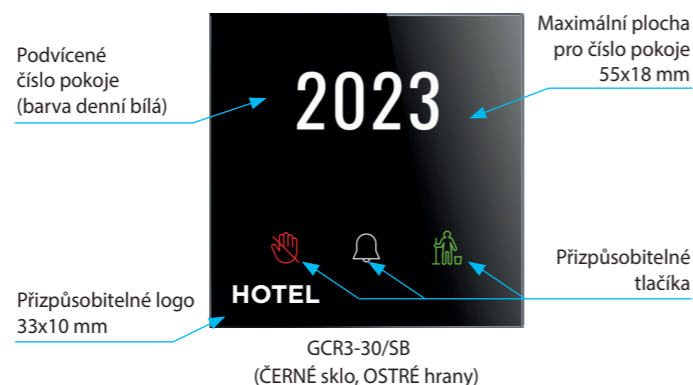 Podvícené
číslo pokoje
(barva denní bílá)
Maximální plocha
pro číslo pokoje
55x18 mm
2023
Přizpůsobitelné
tlačíka
Přizpůsobitelné logo
33x10 mm
HOTEL
GCR3-30/SB
(ČERNÉ sklo, OSTRÉ hrany)